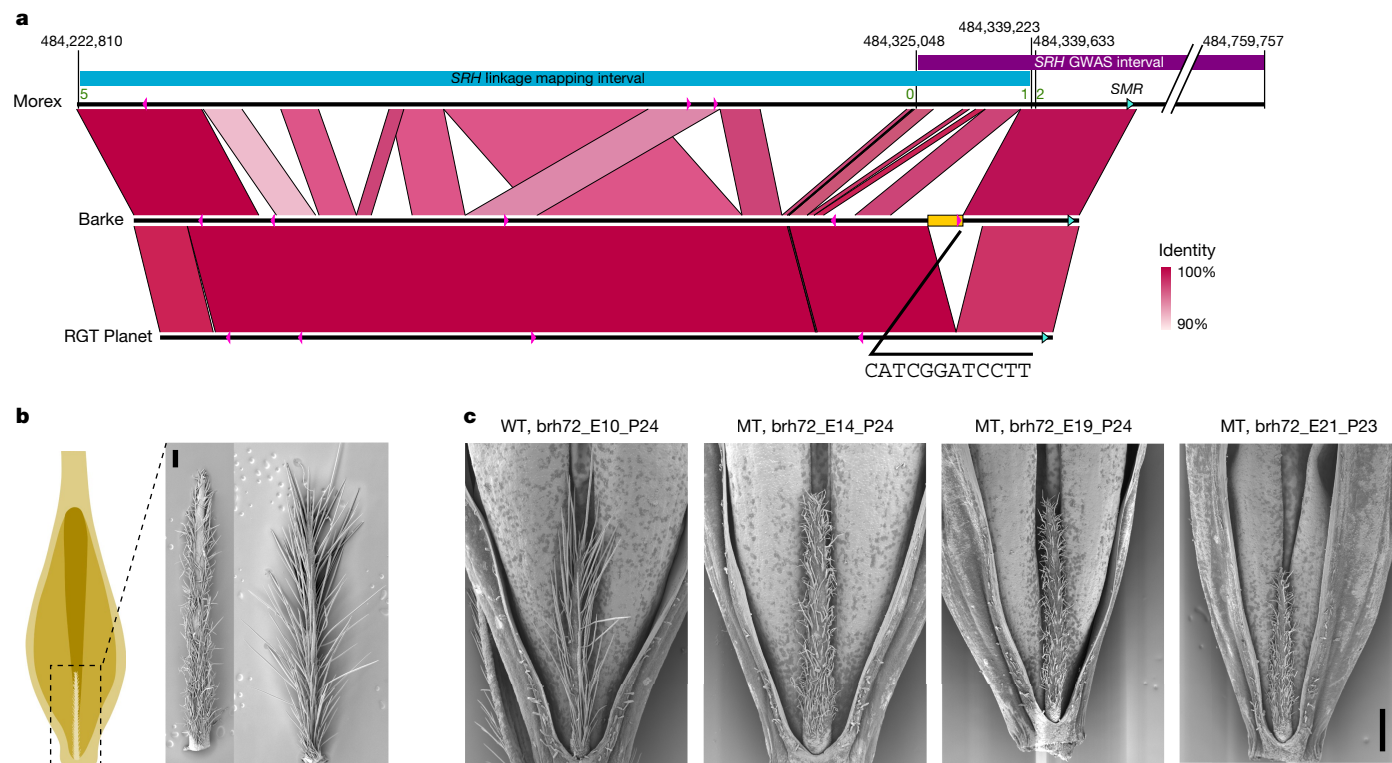 a
484,222,810
484,325,048
484,339,223
484,339,633
484,759,757
SRH GWAS interval
SRH linkage mapping interval
Morex
5
0
1
2
SMR
Barke
Identity
100%
90%
RGT Planet
CATCGGATCCTT
b
c
WT, brh72_E10_P24
MT, brh72_E14_P24
MT, brh72_E19_P24
MT, brh72_E21_P23